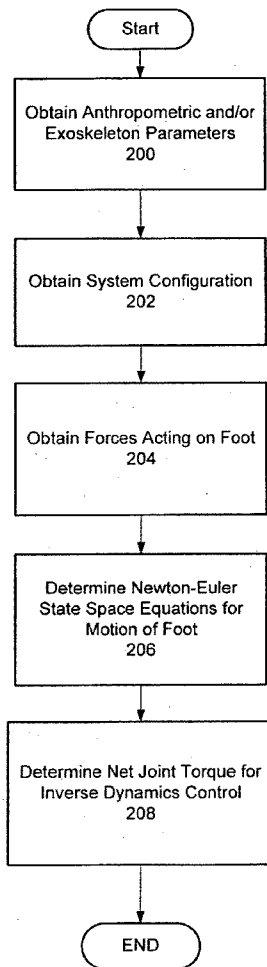 Start
Obtain Anthropometric and/or
Exoskeleton Parameters
200
Obtain System Configuration
202
Obtain Forces Acting on Foot
204
Determine Newton-Euler
State Space Equations for
Motion of Foot
206
Determine Net Joint Torque for
Inverse Dynamics Control
208
END